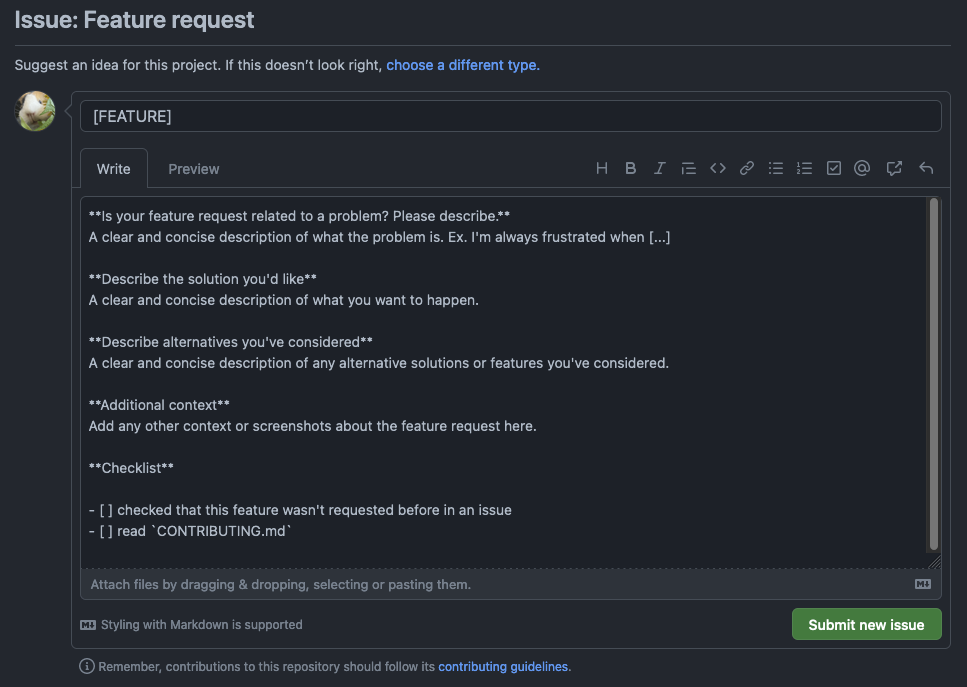 Issue: Feature request
Suggest an idea for this project. If this doesn’t look right, choose a different type.
[FEATURE]
Write
Preview
**Is your feature request related to a problem? Please describe.**
A clear and concise description of what the problem is. Ex. I'm always frustrated when [...]
**Describe the solution you'd like**
A clear and concise description of what you want to happen.
**Describe alternatives you've considered**
A clear and concise description of any alternative solutions or features you've considered.
**Additional context**
Add any other context or screenshots about the feature request here.
**Checklist**
- [ ] checked that this feature wasn't requested before in an issue
- [ ] read `CONTRIBUTING.md`
Attach files by dragging & dropping, selecting or pasting them.
Styling with Markdown is supported
Submit new issue
Remember, contributions to this repository should follow its contributing guidelines.